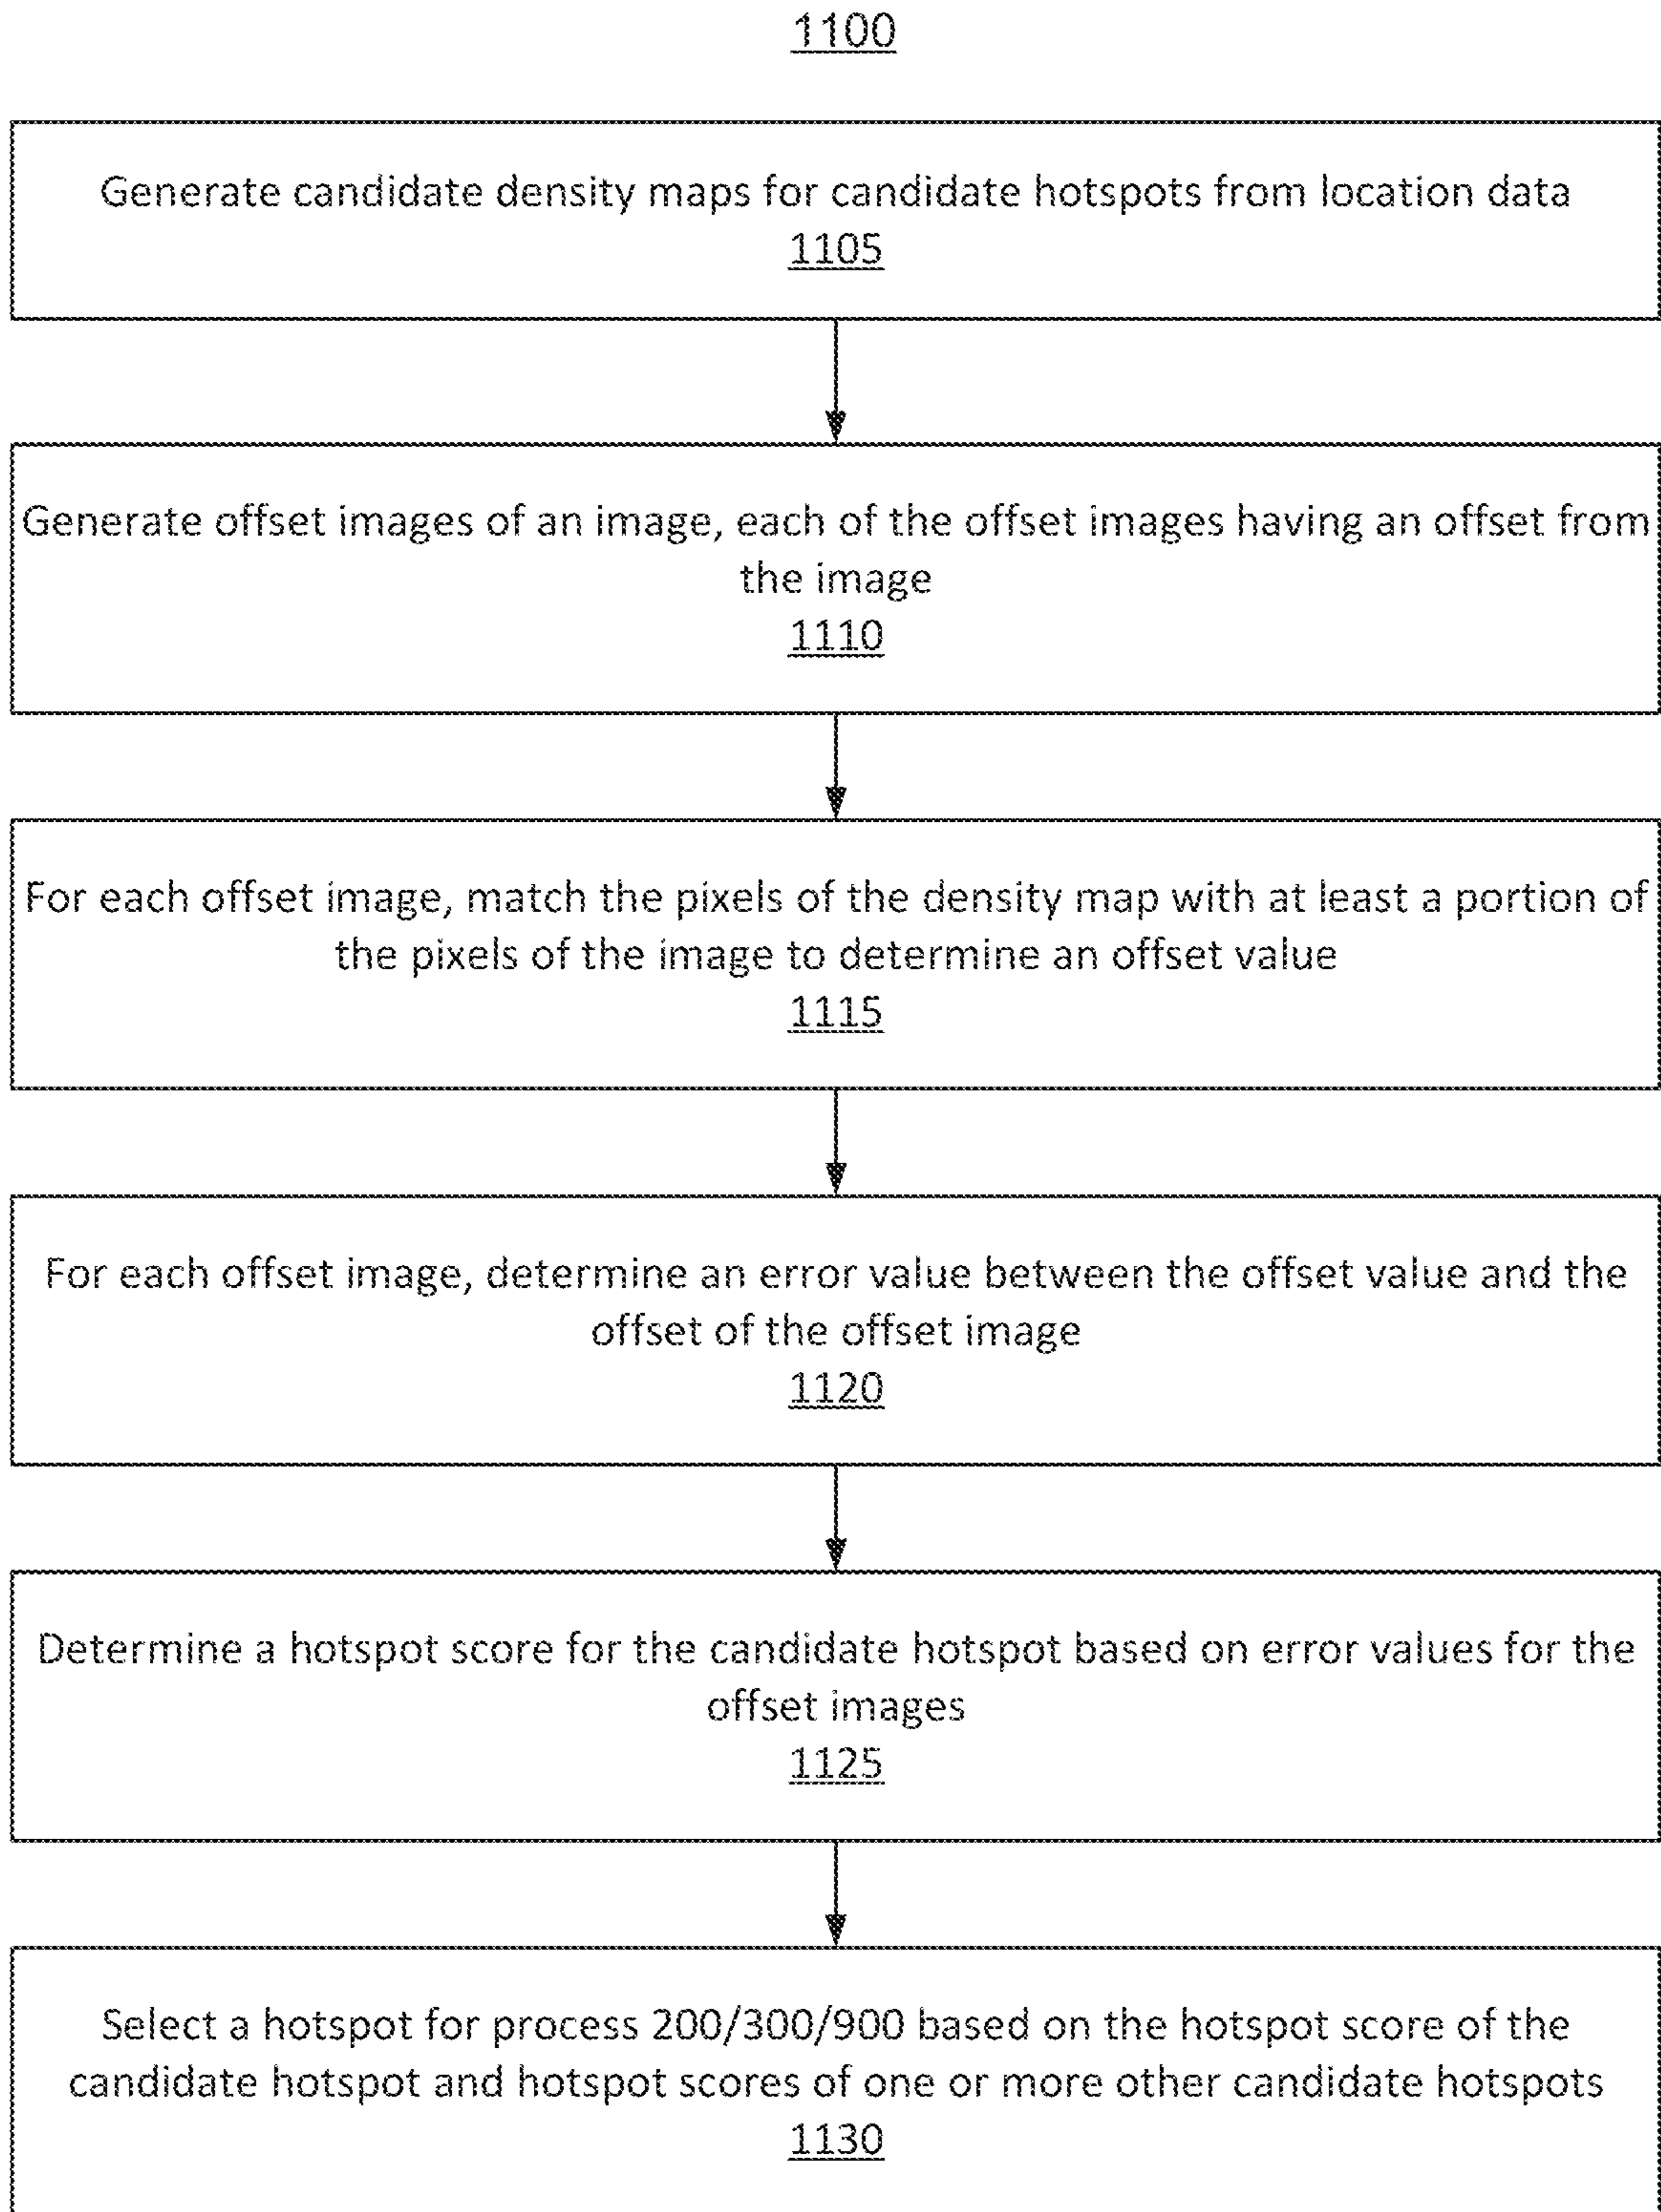 1100
Generate candidate density maps for candidate hotspots from location data
1105
Generate offset images of an image, each of the offset images having an offset from
the image
1110
For each offset image, match the pixels of the density map with at least a portion of
the pixels of the image to determine an offset value
1115
For each offset image, determine an error value between the offset value and the
offset of the offset image
1120
Determine a hotspot score for the candidate hotspot based on error values for the
offset images
1125
Select a hotspot for process 200/300/900 based on the hotspot score of the
candidate hotspot and hotspot scores of one or more other candidate hotspots
1130